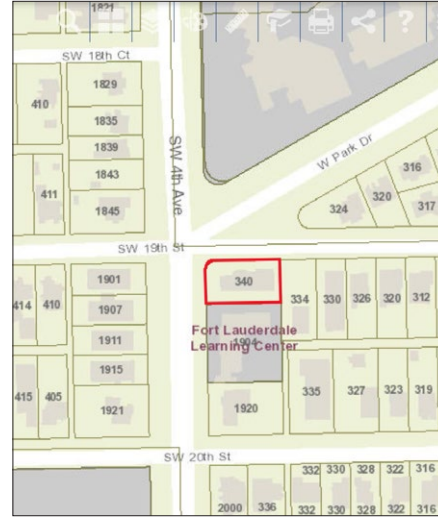 1821
SW 18th Ct
1829
410
1835
1839
1843
411
1845
SW 4th Ave
W Park Dr
316
320
324
317
SW 19th St
340
1901
414 410
1907
1911
1915
415 405
1921
334 330 326 320 312
Fort Lauderdale
Learning Center
1904
1920
335 327 323 319
SW 20th St
332 330 328 322 316
2000 336
332 330 328 322 316
?